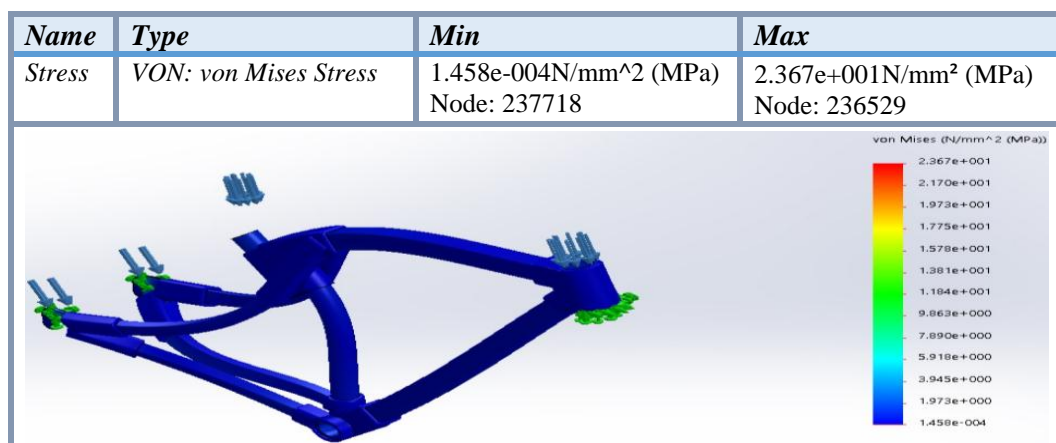 Name Type Min Max
Stress VON: von Mises Stress 1.458e-004N/mm^2 (MPa) 2.367e+001N/mm² (MPa)
Node: 237718 Node: 236529
von Mises (N/mm^2 (MPa))
2.367e+001
2.170e+001
1.973e+001
1.775e+001
1.578e+001
1.381e+001
1.184e+001
9.863e+000
7.890e+000
5.918e+000
3.945e+000
1.973e+000
1.458e-004